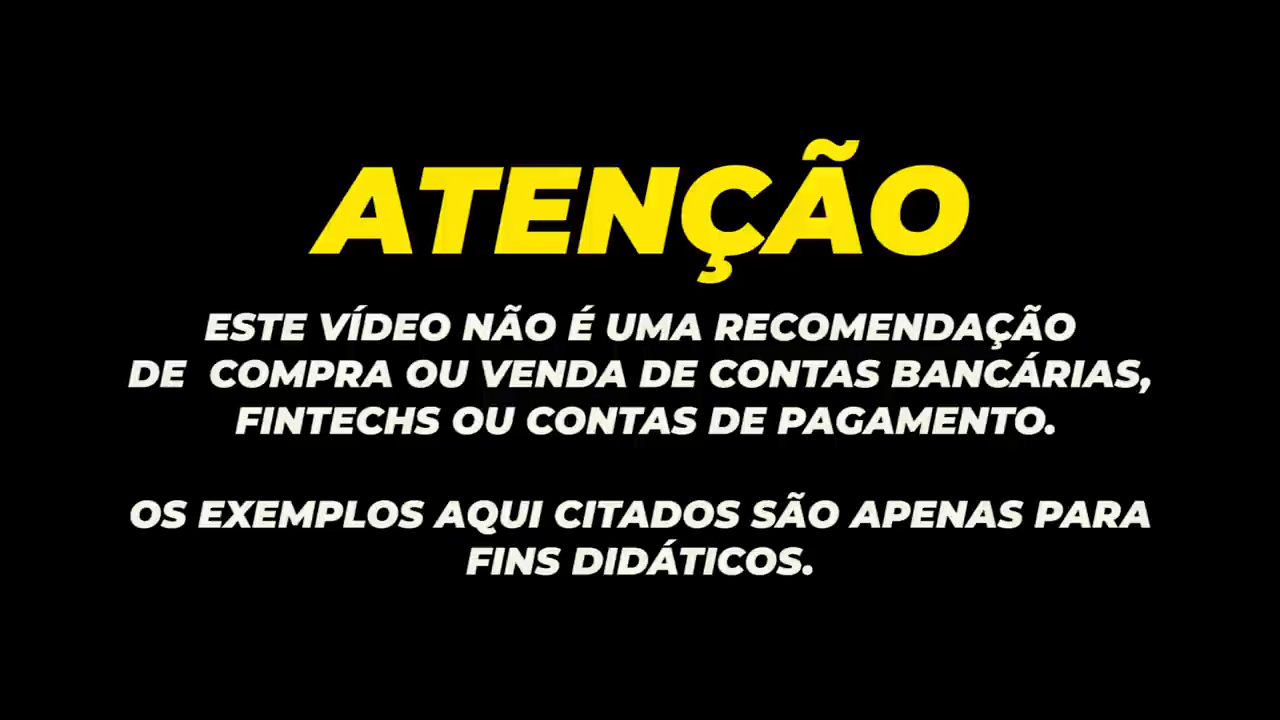 ATENÇÃO
ESTE VÍDEO NÃO É UMA RECOMENDAÇÃO
DE COMPRA OU VENDA DE CONTAS BANCÁRIAS,
FINTECHS OU CONTAS DE PAGAMENTO.
OS EXEMPLOS AQUI CITADOS SÃO APENAS PARA
FINS DIDÁTICOS.